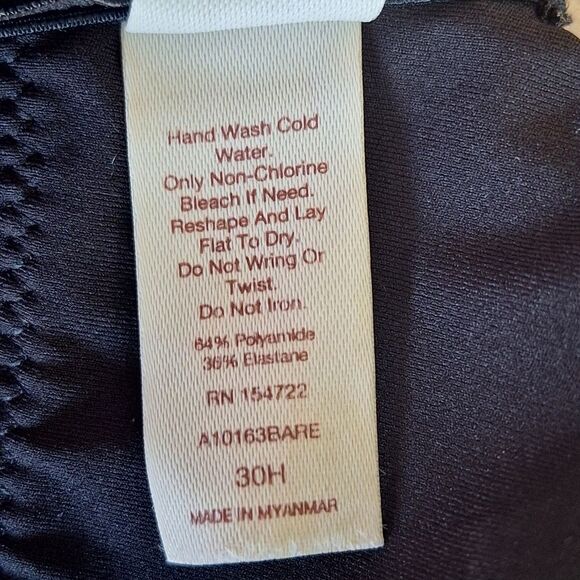 Hand Wash Cold
Water.
Only Non-Chlorine
Bleach If Need.
Reshape And Lay
Flat To Dry.
Do Not Wring Or
Twist.
Do Not Iron.
64% Polyamide
36% Elastane
RN 154722
A10163BARE
30H
MADE IN MYANMAR